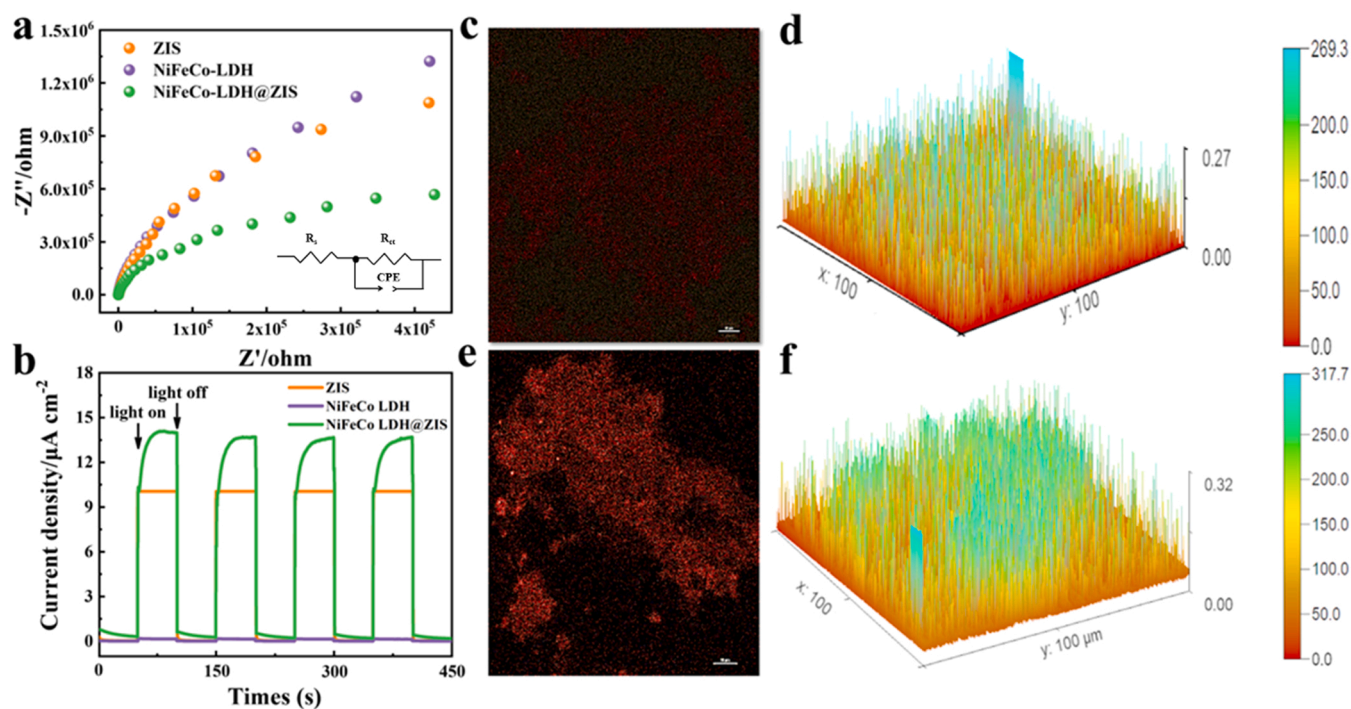 a
1.5x10⁶
1.2x10⁶
9.0x10⁵
6.0x10⁵
3.0x10⁵
0.0
-Z''/ohm
ZIS
NiFeCo-LDH
NiFeCo-LDH@ZIS
Rs
Rct
CPE
0
1x10⁵
2x10⁵
3x10⁵
4x10⁵
Z'/ohm
b
18
15
12
9
6
3
0
Current density/μA cm⁻²
light on
light off
ZIS
NiFeCo LDH
NiFeCo LDH@ZIS
0
150
300
450
Times (s)
c
d
x: 100
y: 100
0.27
0.00
269.3
200.0
150.0
100.0
50.0
0.0
e
f
x: 100
y: 100 µm
0.32
0.00
317.7
250.0
200.0
150.0
100.0
50.0
0.0